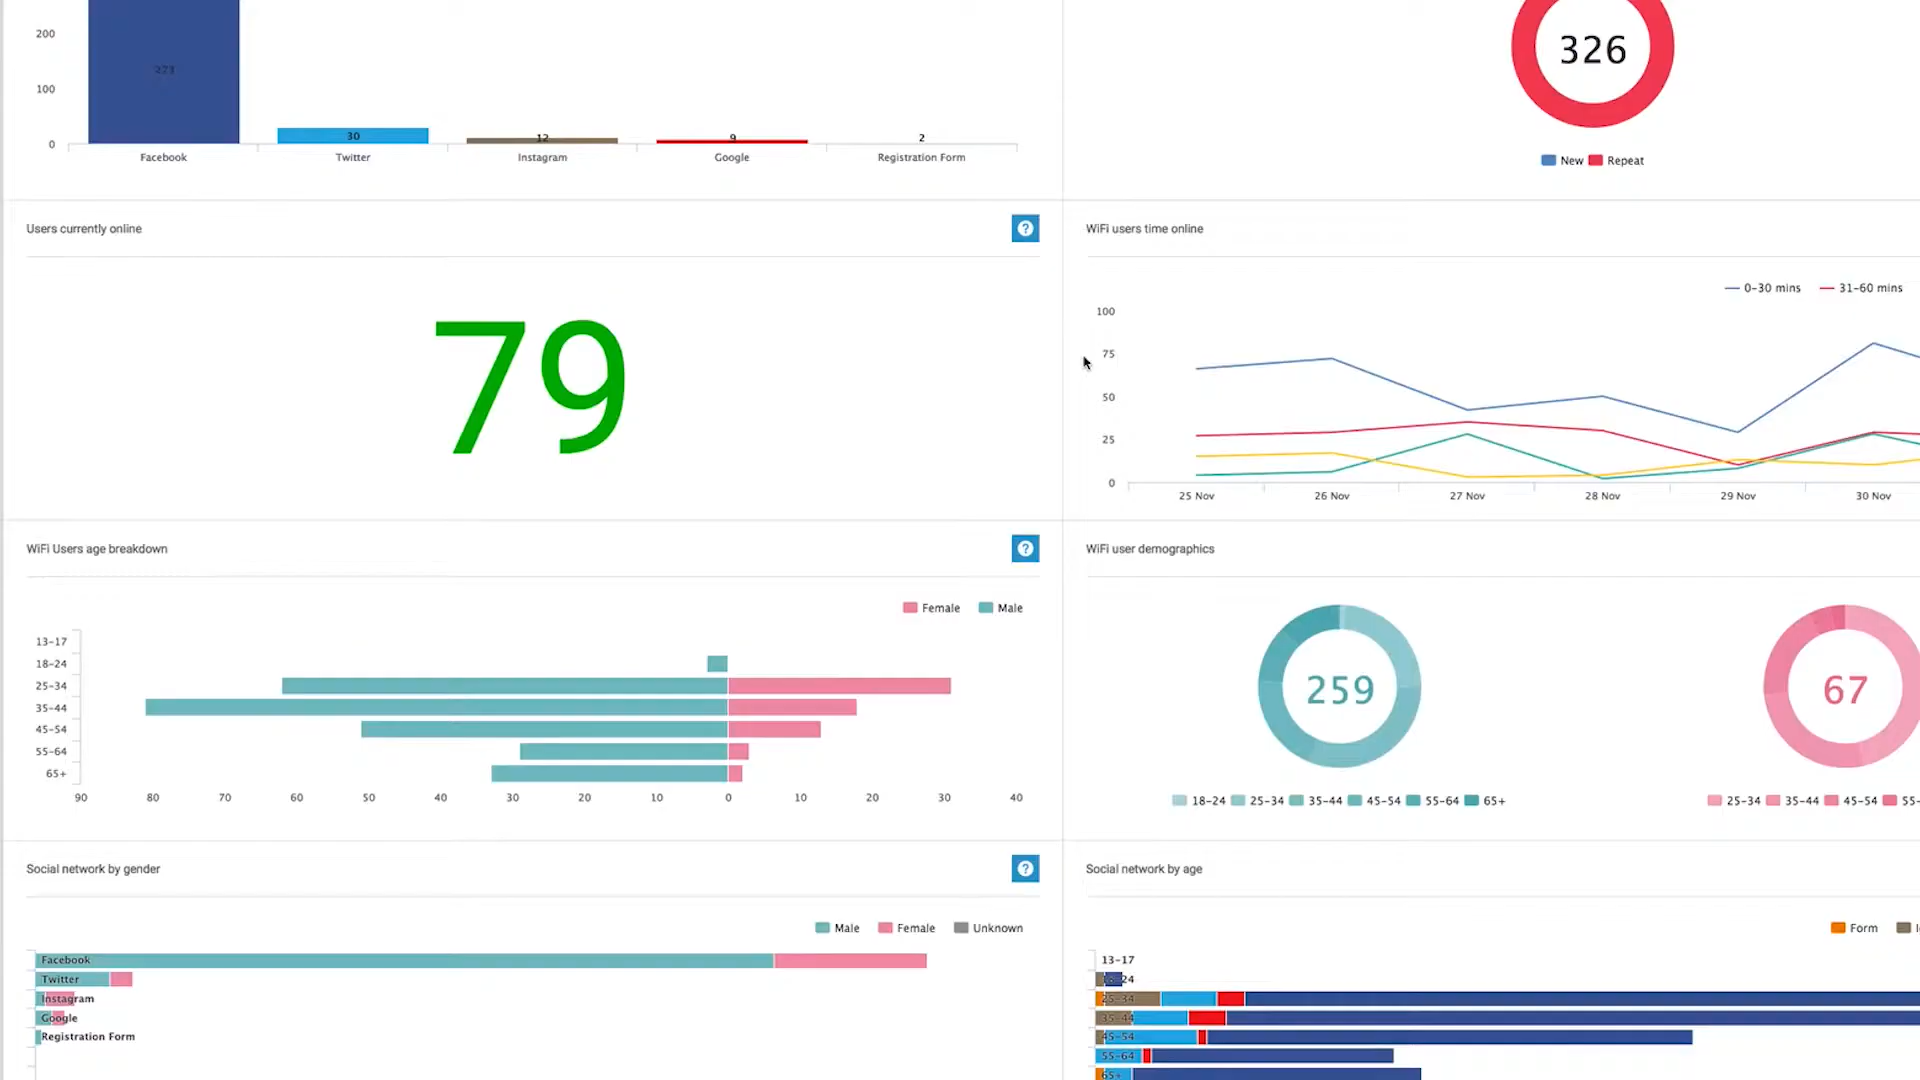 200
273
100
0
30
12
9
2
Facebook
Twitter
Instagram
Google
Registration Form
326
New
Repeat
Users currently online
?
79
WiFi users time online
0-30 mins
31-60 mins
100
75
50
25
0
25 Nov
26 Nov
27 Nov
28 Nov
29 Nov
30 Nov
WiFi Users age breakdown
?
Female
Male
13-17
18-24
25-34
35-44
45-54
55-64
65+
90
80
70
60
50
40
30
20
10
0
10
20
30
40
WiFi user demographics
259
18-24
25-34
35-44
45-54
55-64
65+
67
25-34
35-44
45-54
55-
Social network by gender
?
Male
Female
Unknown
Facebook
Twitter
Instagram
Google
Registration Form
Social network by age
Form
13-17
18-24
25-34
35-44
45-54
55-64
65+